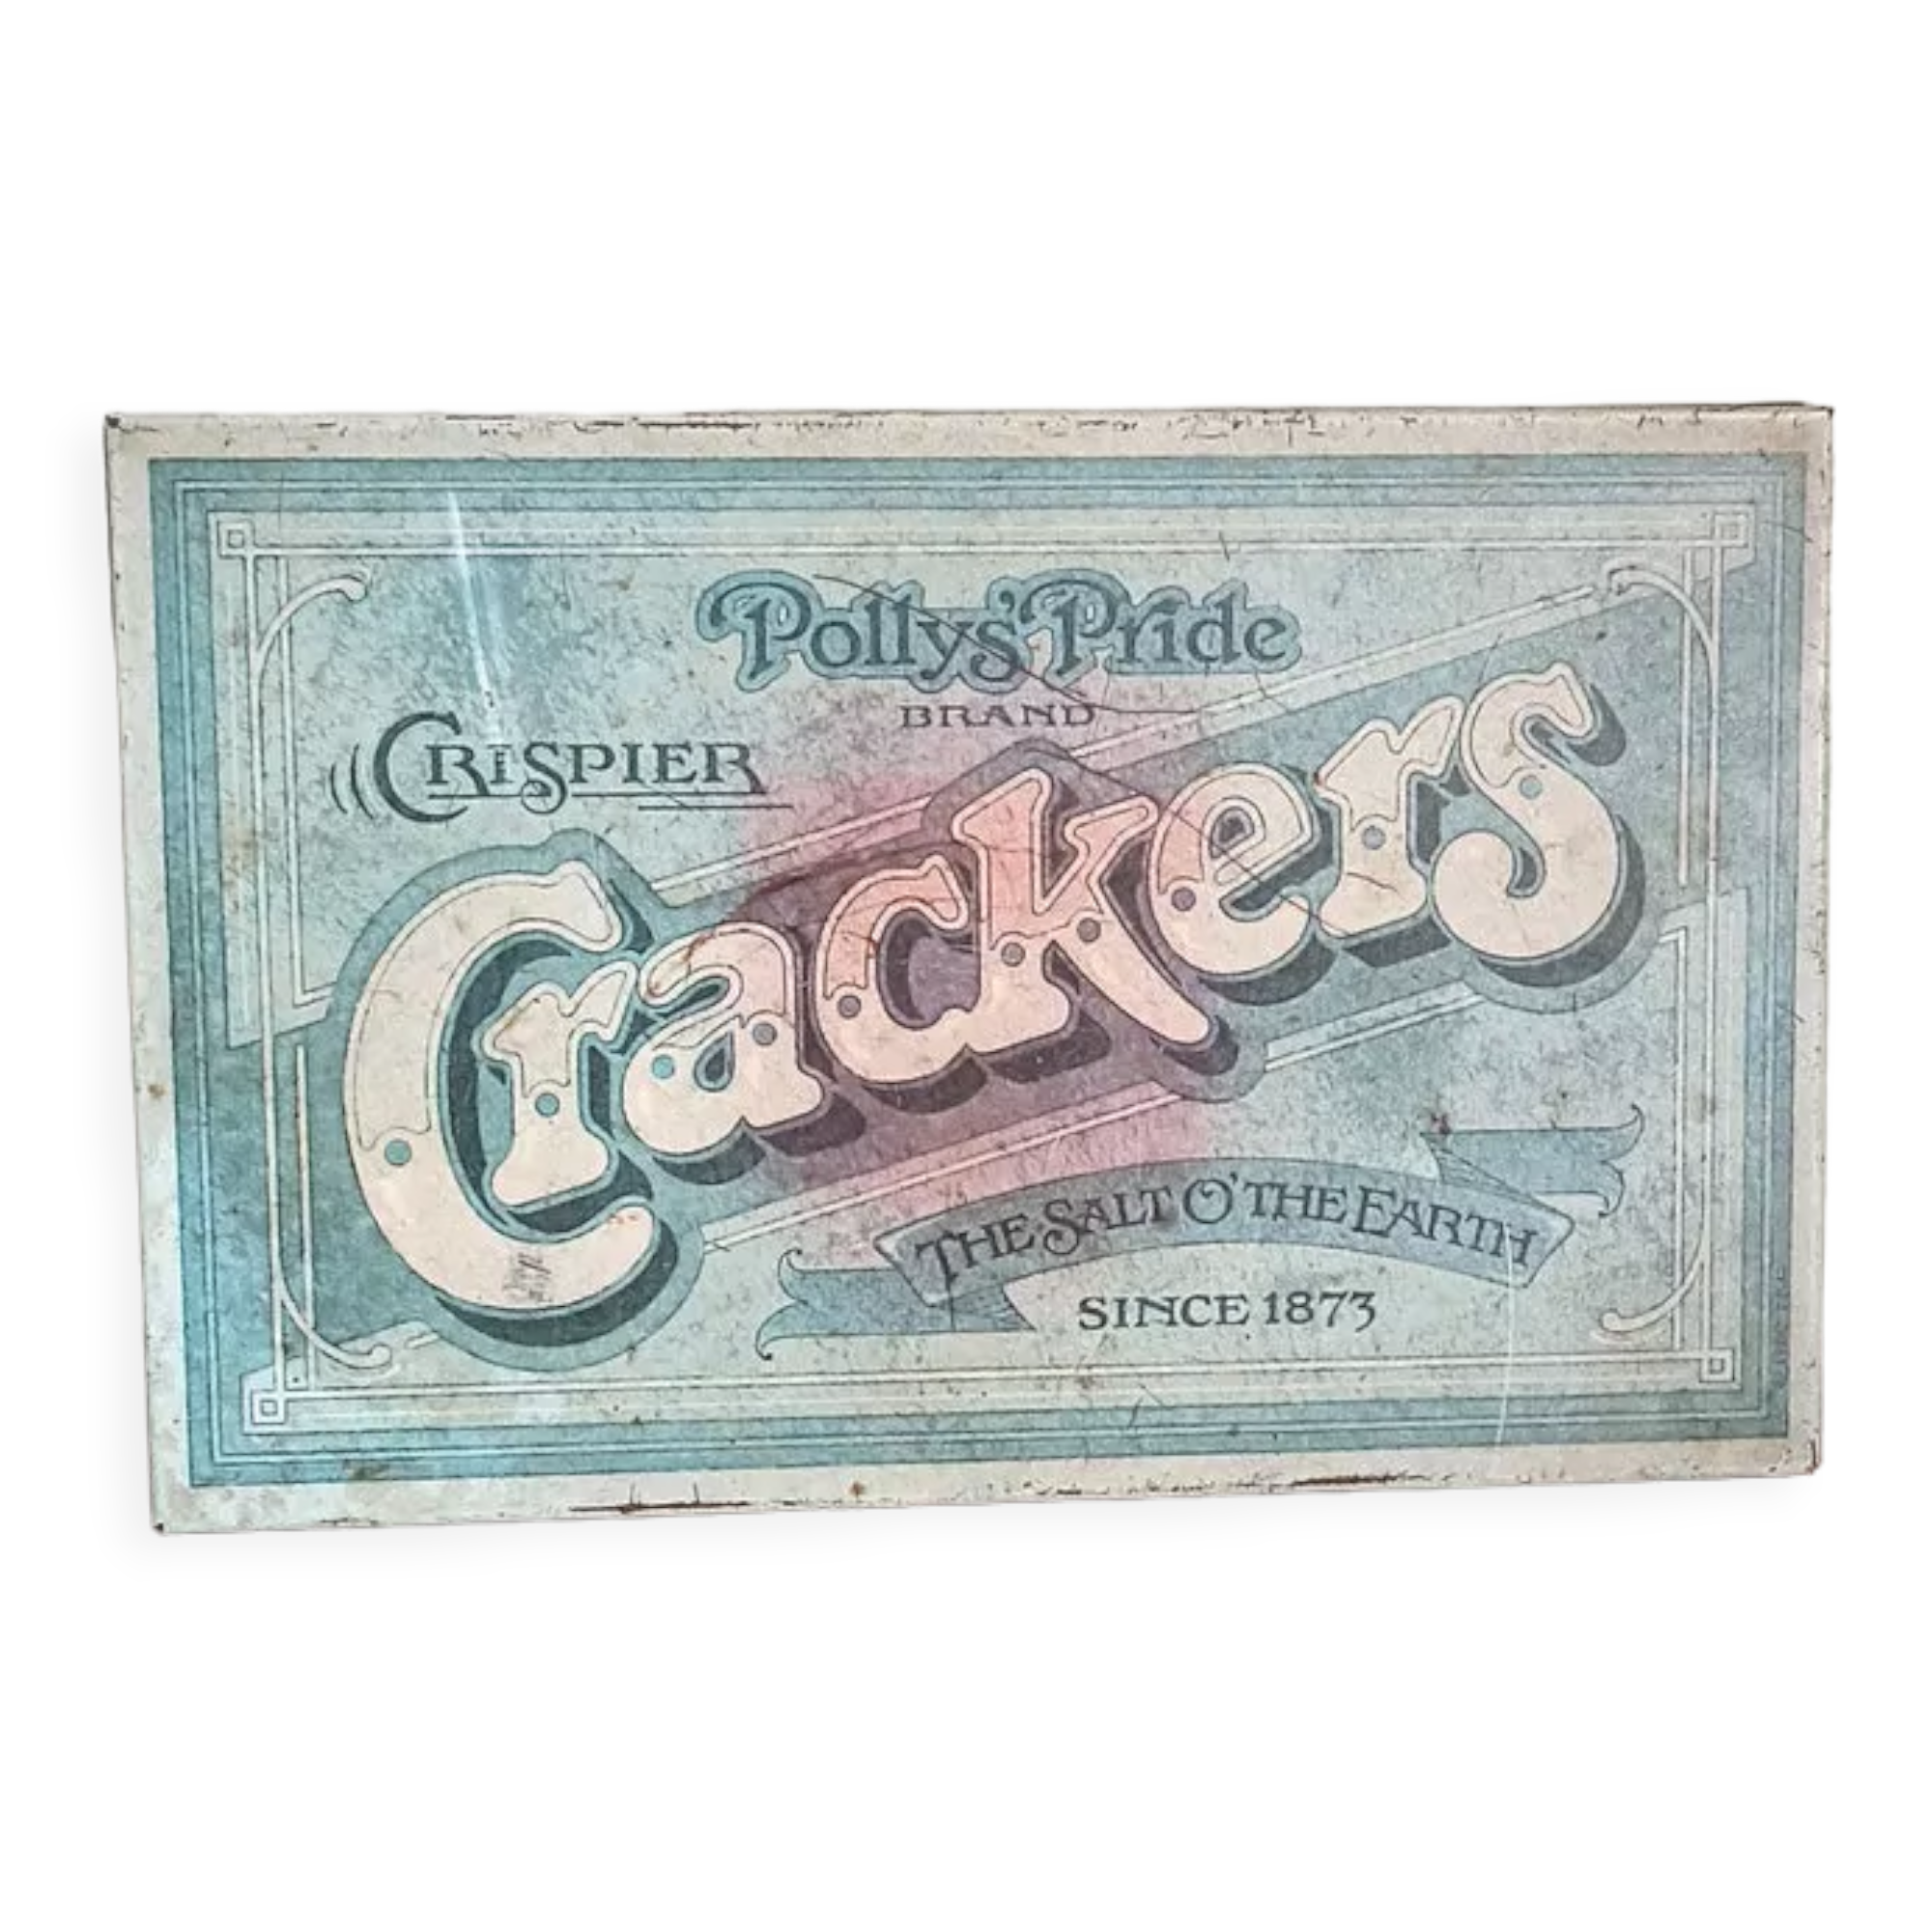 Pollys' Pride
BRAND
CRISPIER
Crackers
THE SALT O' THE EARTH
SINCE 1873